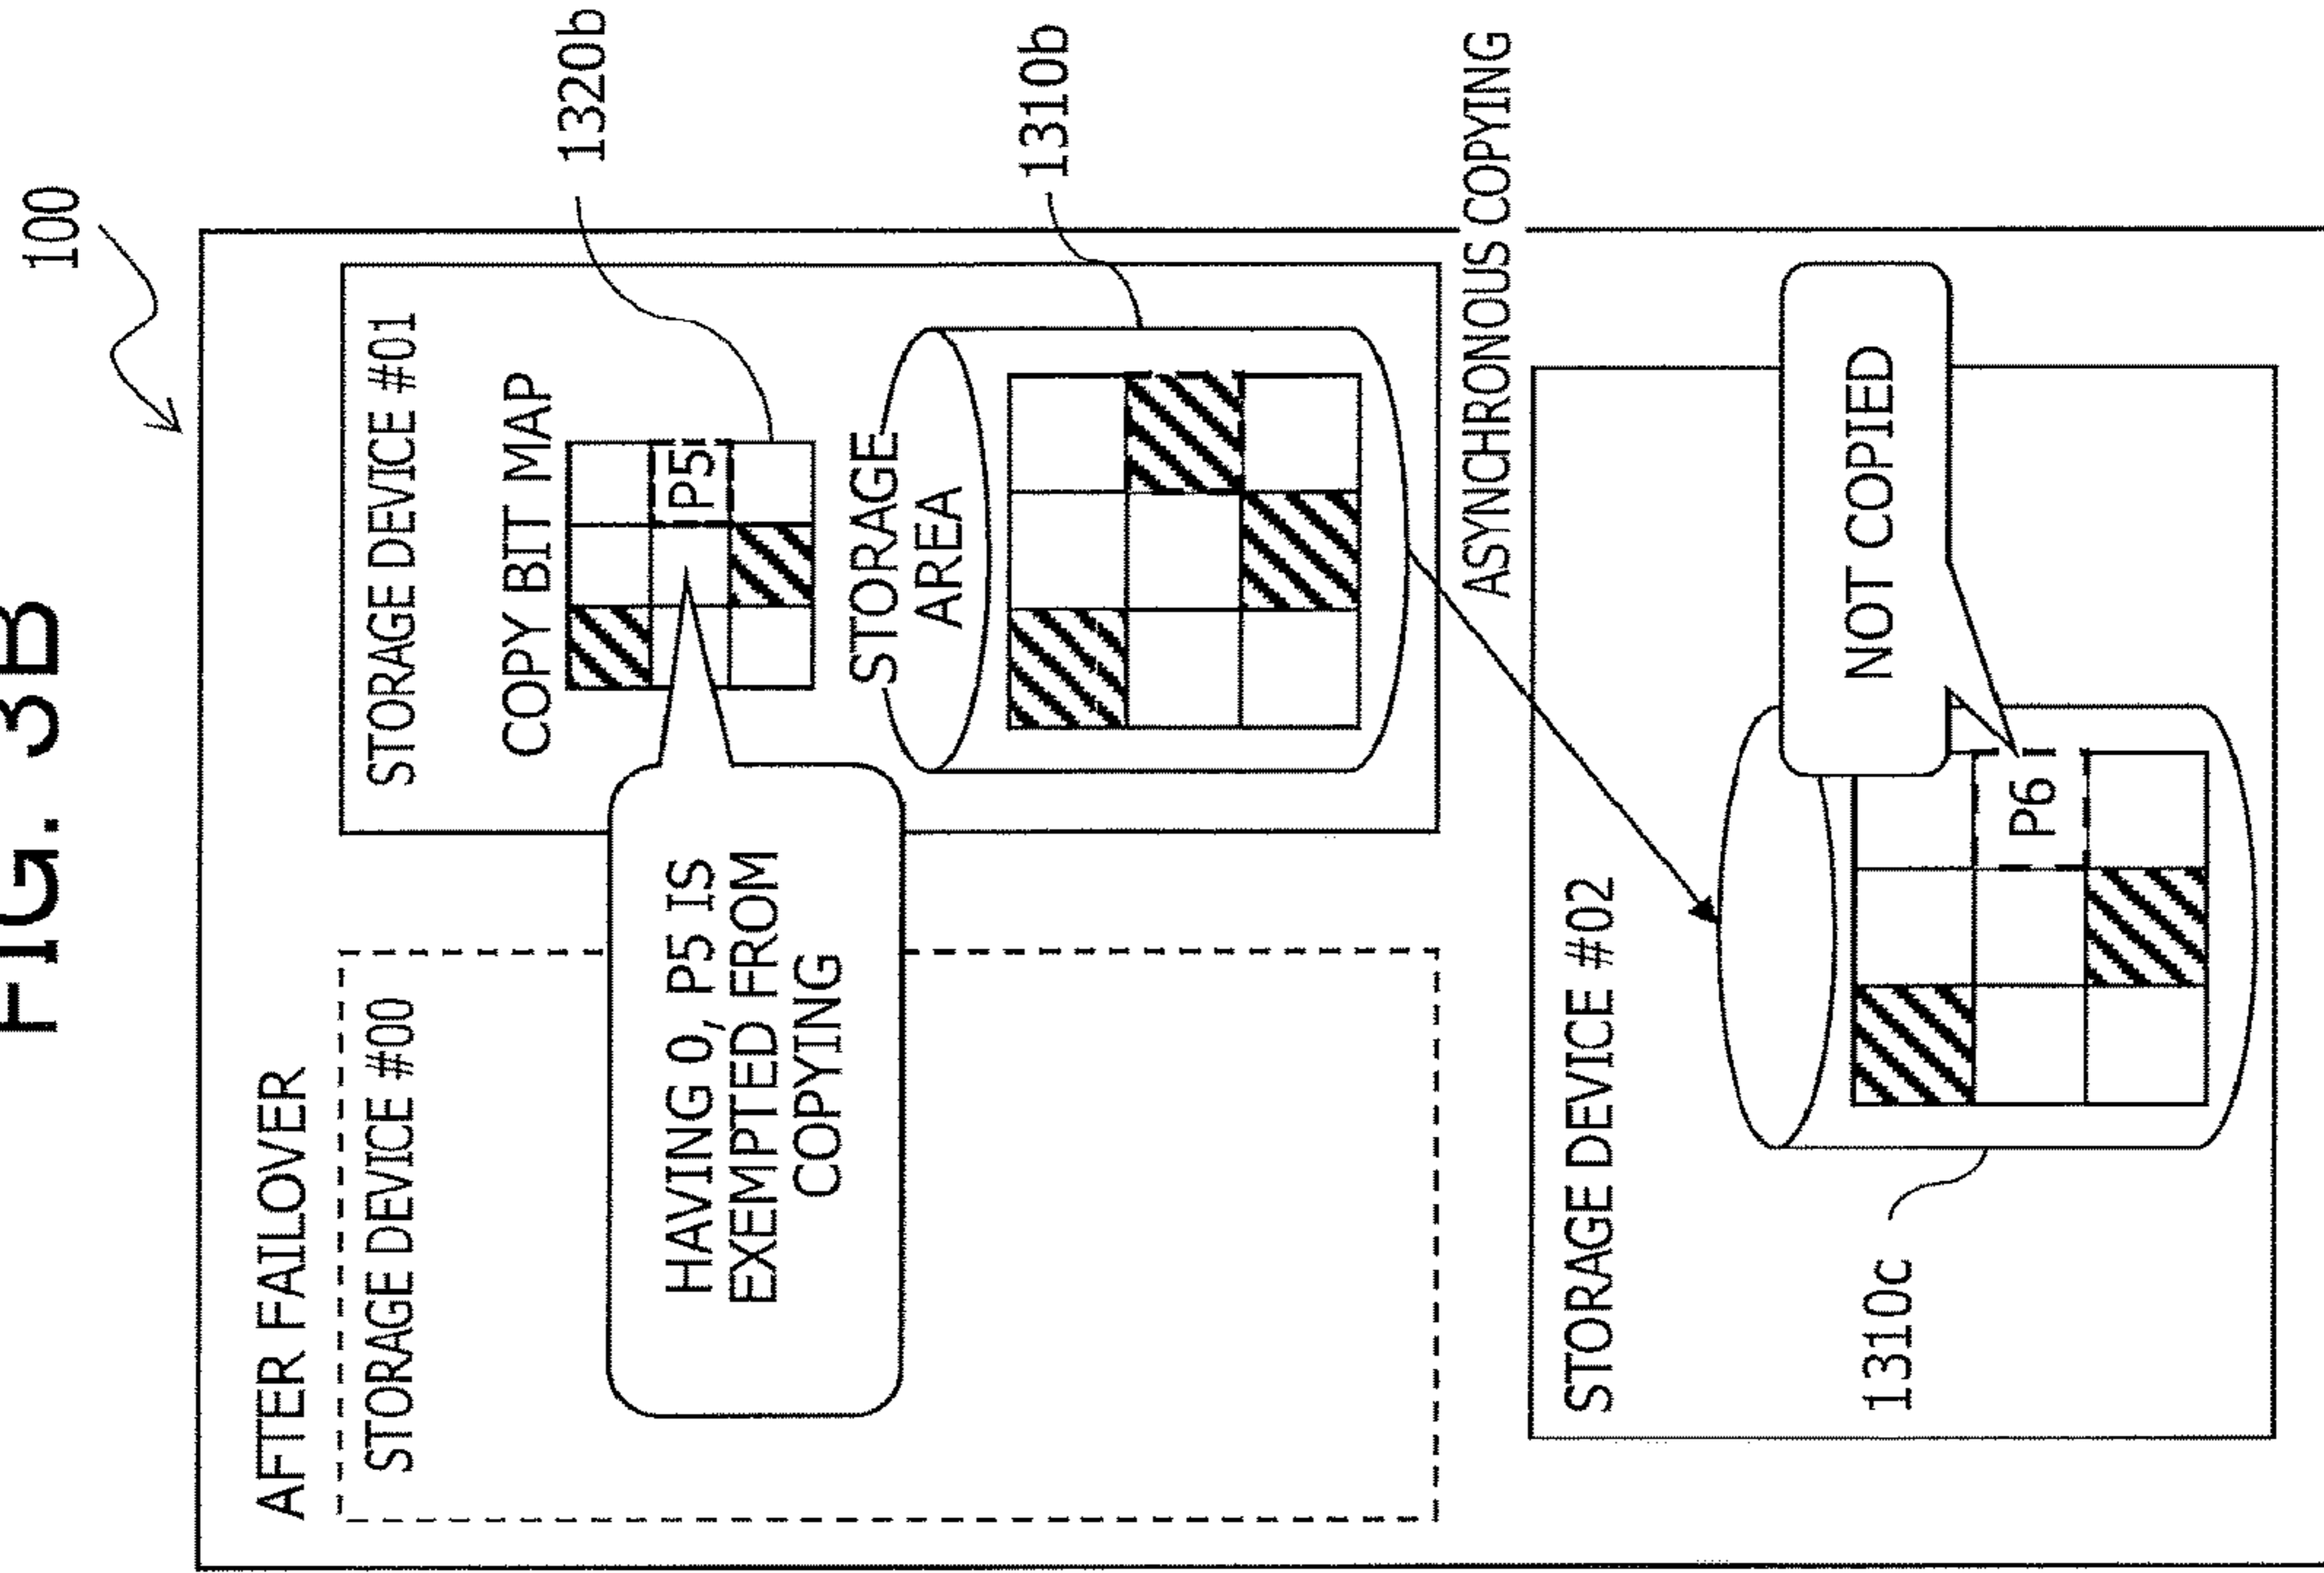 FIG. 3B
100
AFTER FAILOVER
STORAGE DEVICE #00
STORAGE DEVICE #01
COPY BIT MAP
1320b
P5
HAVING 0, P5 IS
EXEMPTED FROM
COPYING
STORAGE
AREA
1310b
ASYNCHRONOUS COPYING
STORAGE DEVICE #02
NOT COPIED
P6
1310c